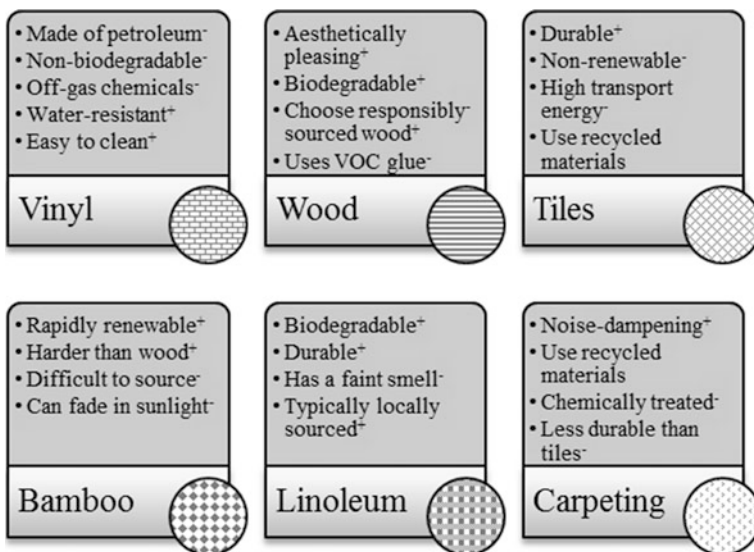 • Made of petroleum⁻
• Non-biodegradable⁻
• Off-gas chemicals⁻
• Water-resistant⁺
• Easy to clean⁺
Vinyl
• Aesthetically
pleasing⁺
• Biodegradable⁺
• Choose responsibly⁻
sourced wood⁺
• Uses VOC glue⁻
Wood
• Durable⁺
• Non-renewable⁻
• High transport
energy⁻
• Use recycled
materials
Tiles
• Rapidly renewable⁺
• Harder than wood⁺
• Difficult to source⁻
• Can fade in sunlight⁻
Bamboo
• Biodegradable⁺
• Durable⁺
• Has a faint smell⁻
• Typically locally
sourced⁺
Linoleum
• Noise-dampening⁺
• Use recycled
materials
• Chemically treated⁻
• Less durable than
tiles⁻
Carpeting